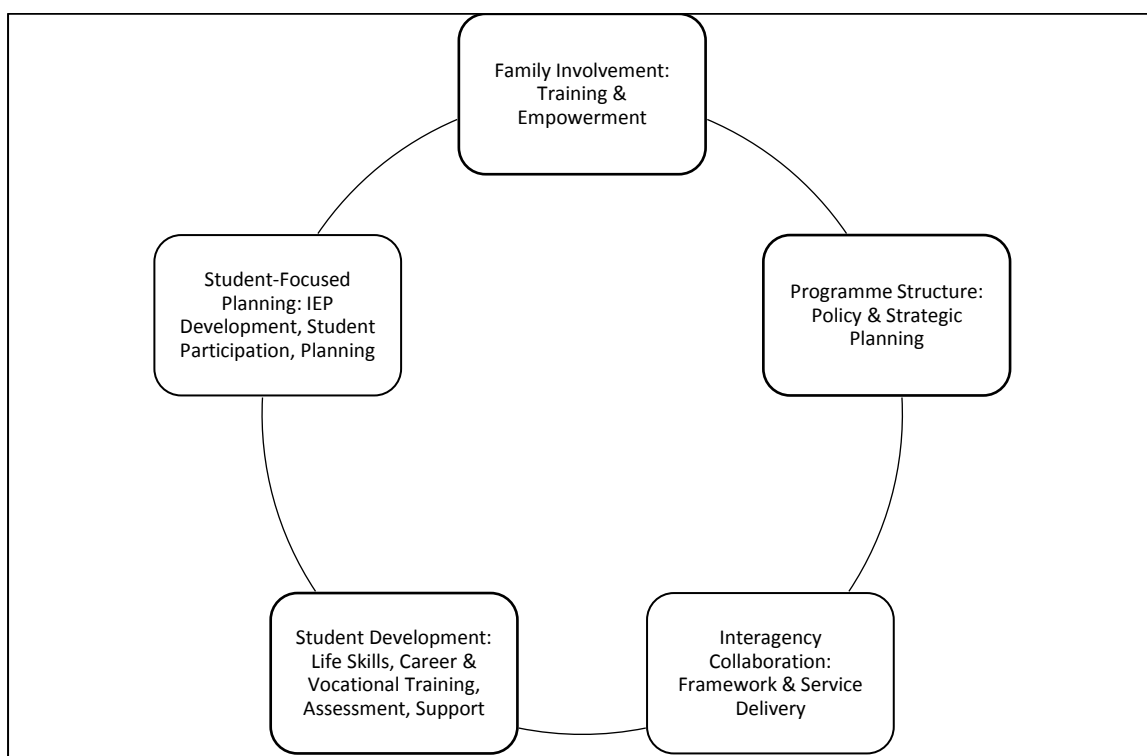 Family Involvement:
Training &
Empowerment
Student-Focused
Planning: IEP
Development, Student
Participation, Planning
Programme Structure:
Policy & Strategic
Planning
Student Development:
Life Skills, Career &
Vocational Training,
Assessment, Support
Interagency
Collaboration:
Framework & Service
Delivery